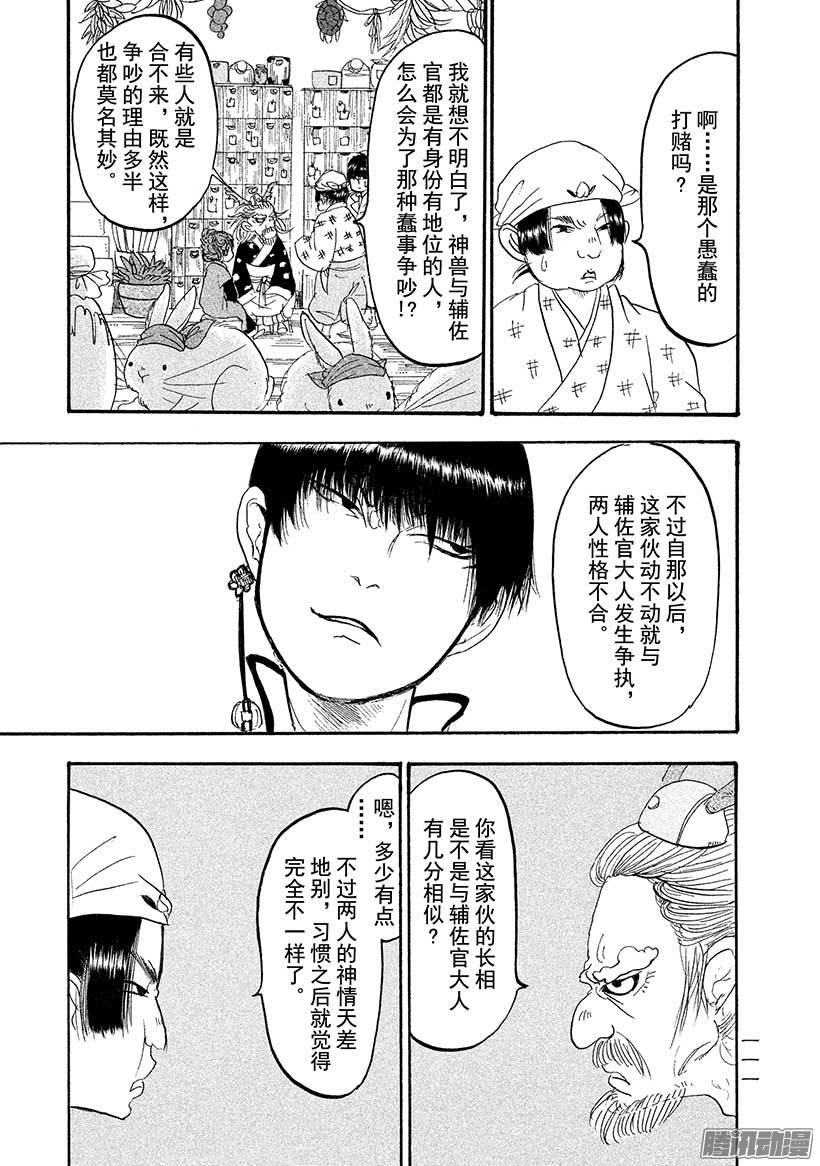 啊……是那个愚蠢的
打赌吗？
我就想不明白了，神兽与辅佐
官都是有身份有地位的人，
怎么会为了那种蠢事争吵!?
有些人就是
合不来，既然这样，
争吵的理由多半
也都莫名其妙。
不过自那以后，
这家伙动不动就与
辅佐官大人发生争执，
两人性格不合。
你看这家伙的长相
是不是与辅佐官大人
有几分相似？
嗯，多少有点
……
不过两人的神情天差
地别，习惯之后就觉得
完全不一样了。
一一一
腾讯动漫